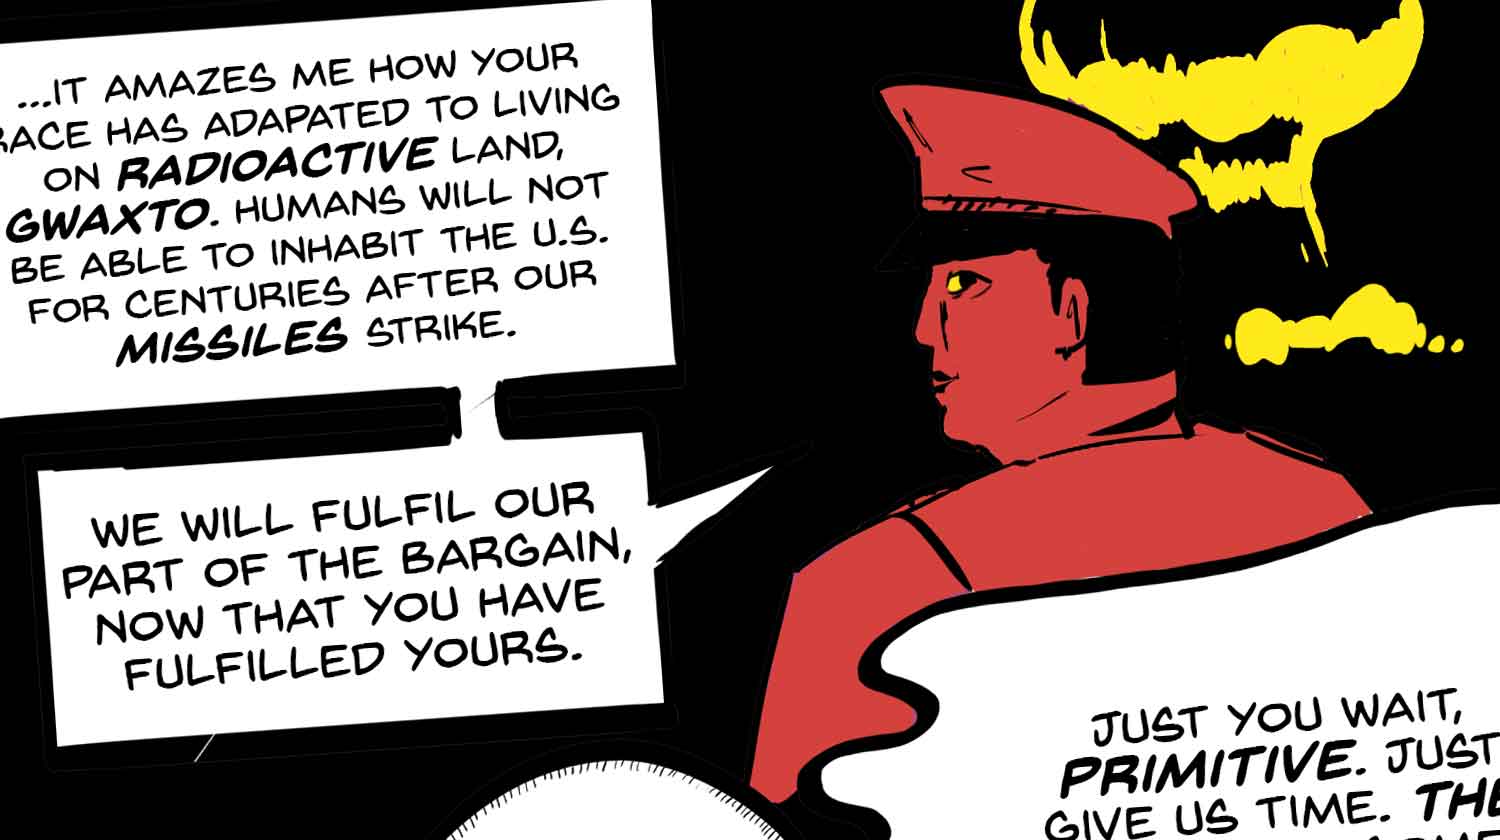 ...IT AMAZES ME HOW YOUR
RACE HAS ADAPATED TO LIVING
ON RADIOACTIVE LAND,
GWAXTO. HUMANS WILL NOT
BE ABLE TO INHABIT THE U.S.
FOR CENTURIES AFTER OUR
MISSILES STRIKE.
WE WILL FULFIL OUR
PART OF THE BARGAIN,
NOW THAT YOU HAVE
FULFILLED YOURS.
JUST YOU WAIT,
PRIMITIVE. JUST
GIVE US TIME. THE